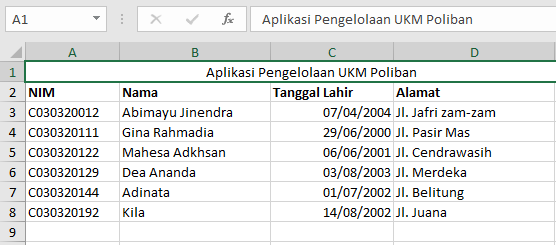 A1 fx Aplikasi Pengelolaan UKM Poliban
A B C D
1 Aplikasi Pengelolaan UKM Poliban
2 NIM Nama Tanggal Lahir Alamat
3 C030320012 Abimayu Jinendra 07/04/2004 Jl. Jafri zam-zam
4 C030320111 Gina Rahmadia 29/06/2000 Jl. Pasir Mas
5 C030320122 Mahesa Adkhsan 06/06/2001 Jl. Cendrawasih
6 C030320129 Dea Ananda 03/08/2003 Jl. Merdeka
7 C030320144 Adinata 01/07/2002 Jl. Belitung
8 C030320192 Kila 14/08/2002 Jl. Juana
9